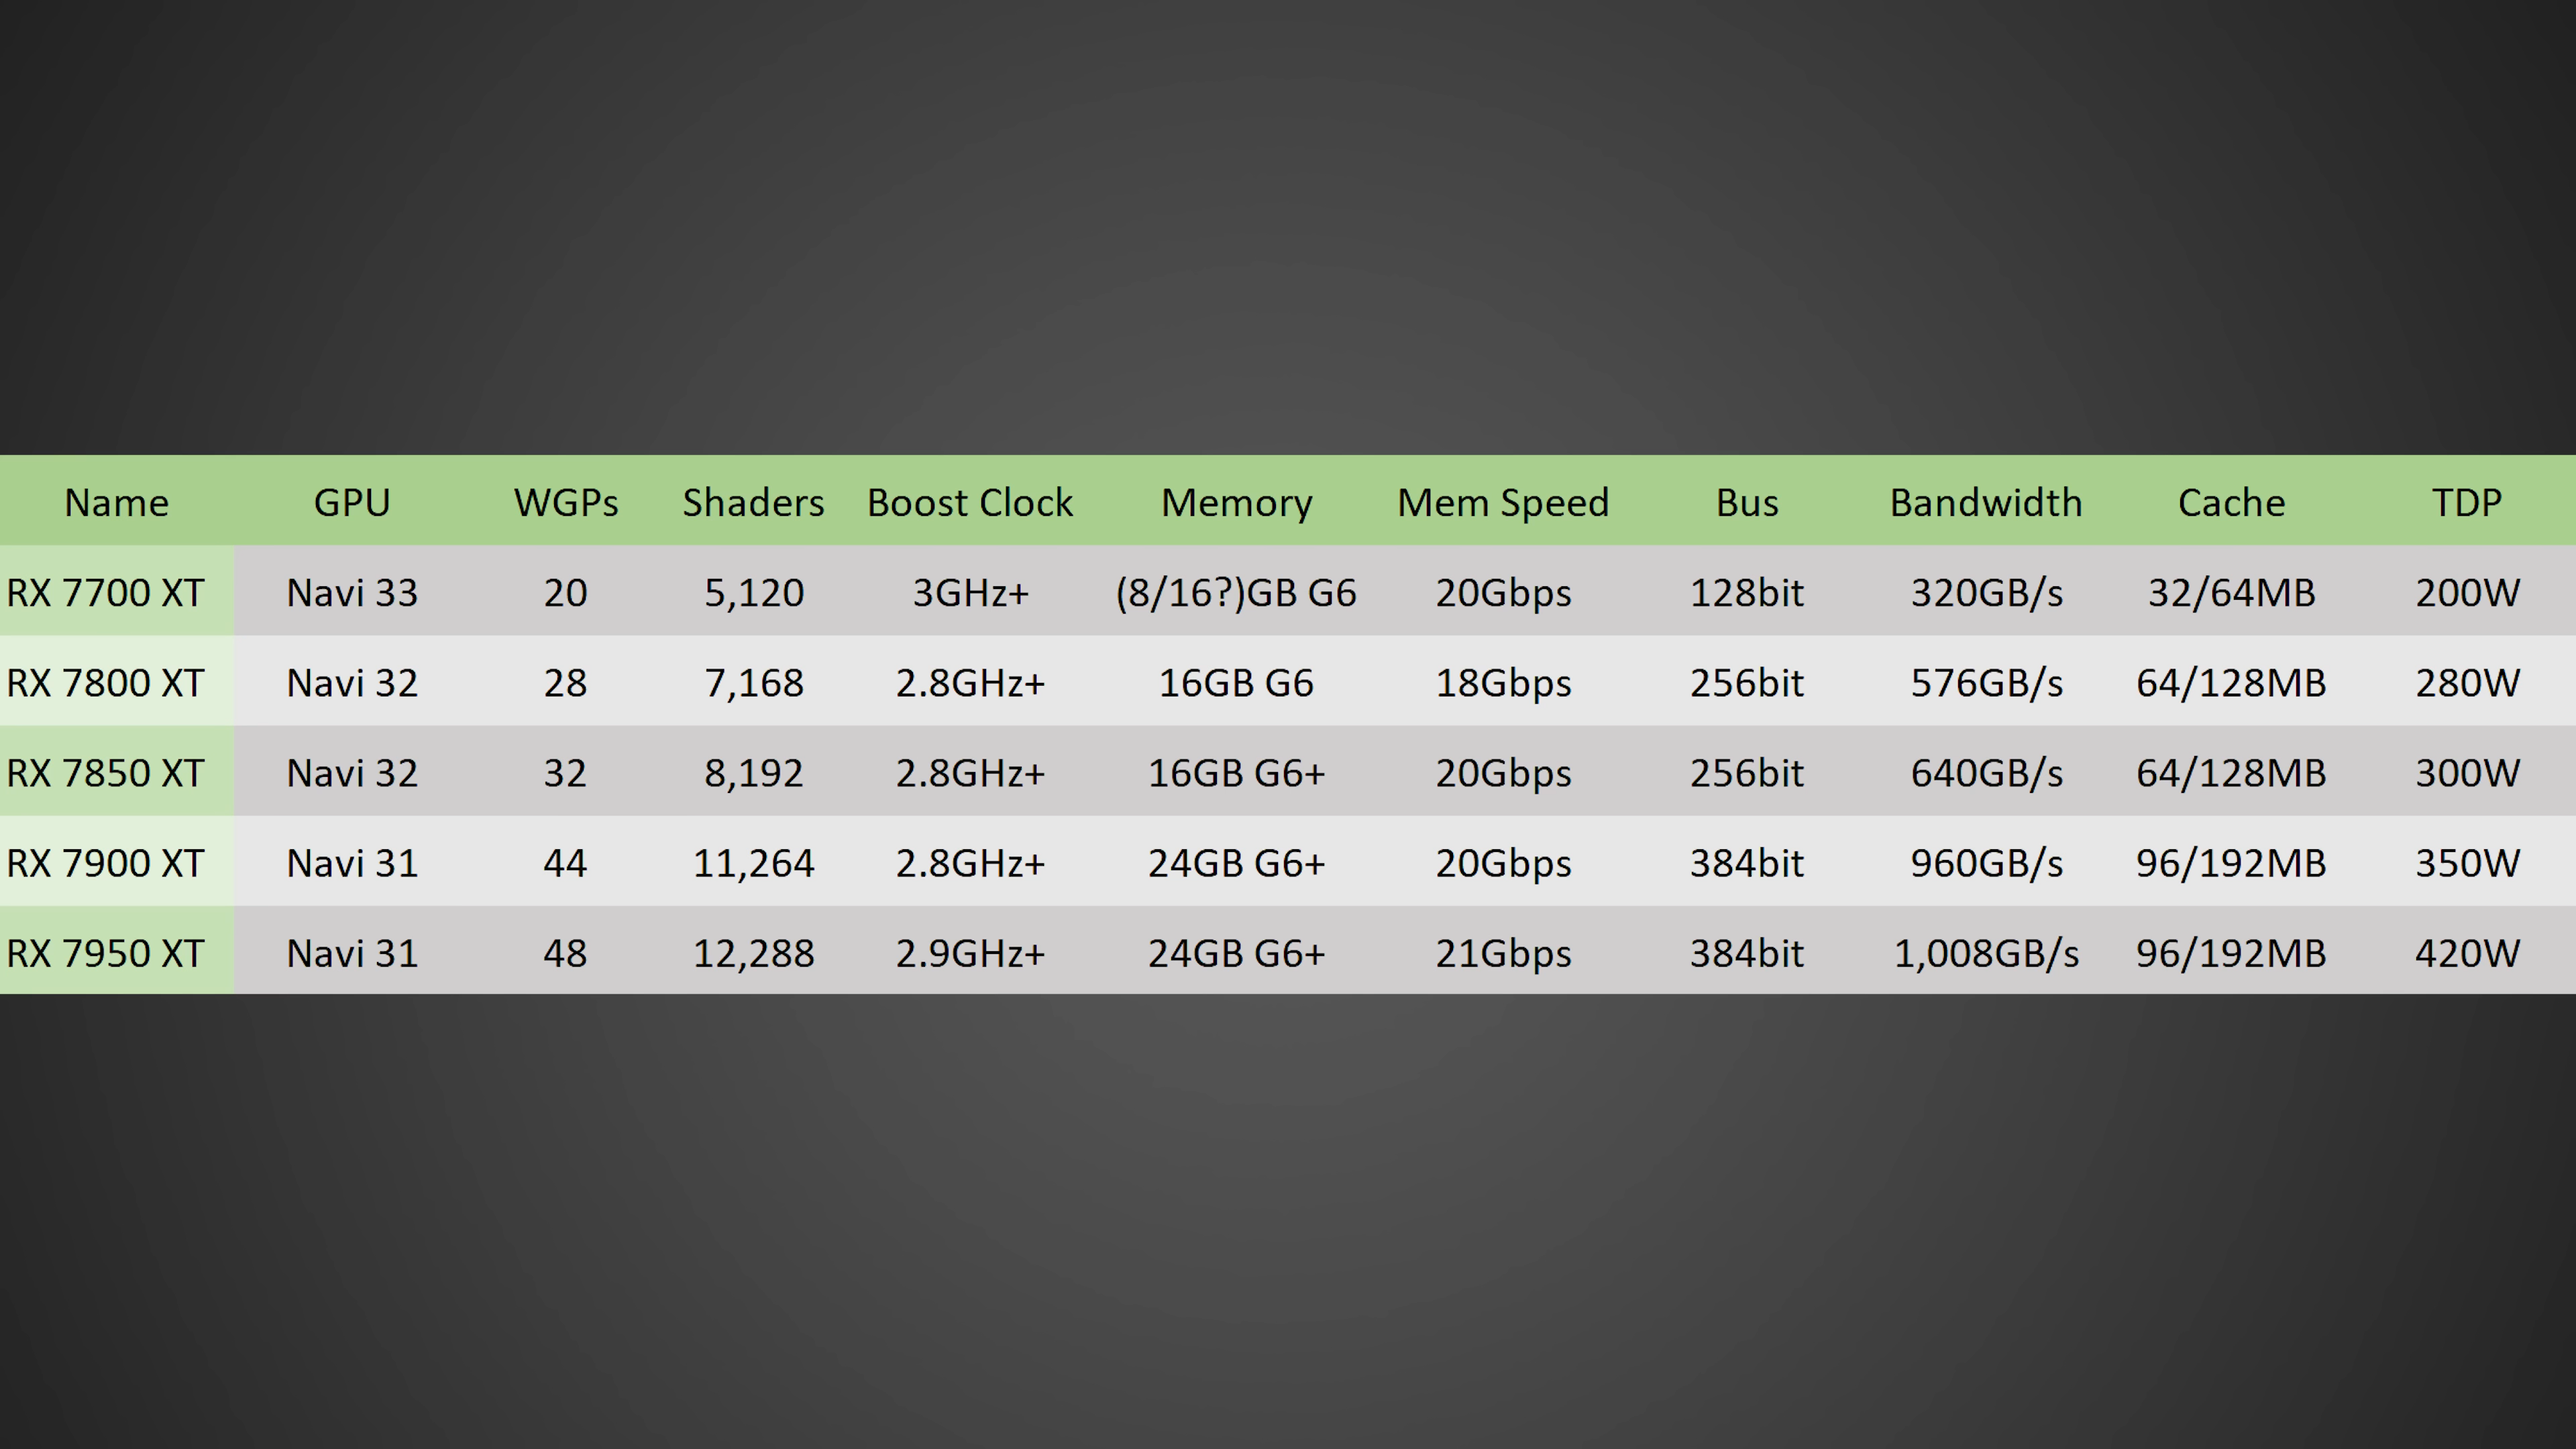 Name GPU WGPs Shaders Boost Clock Memory Mem Speed Bus Bandwidth Cache TDP
RX 7700 XT Navi 33 20 5,120 3GHz+ (8/16?)GB G6 20Gbps 128bit 320GB/s 32/64MB 200W
RX 7800 XT Navi 32 28 7,168 2.8GHz+ 16GB G6 18Gbps 256bit 576GB/s 64/128MB 280W
RX 7850 XT Navi 32 32 8,192 2.8GHz+ 16GB G6+ 20Gbps 256bit 640GB/s 64/128MB 300W
RX 7900 XT Navi 31 44 11,264 2.8GHz+ 24GB G6+ 20Gbps 384bit 960GB/s 96/192MB 350W
RX 7950 XT Navi 31 48 12,288 2.9GHz+ 24GB G6+ 21Gbps 384bit 1,008GB/s 96/192MB 420W